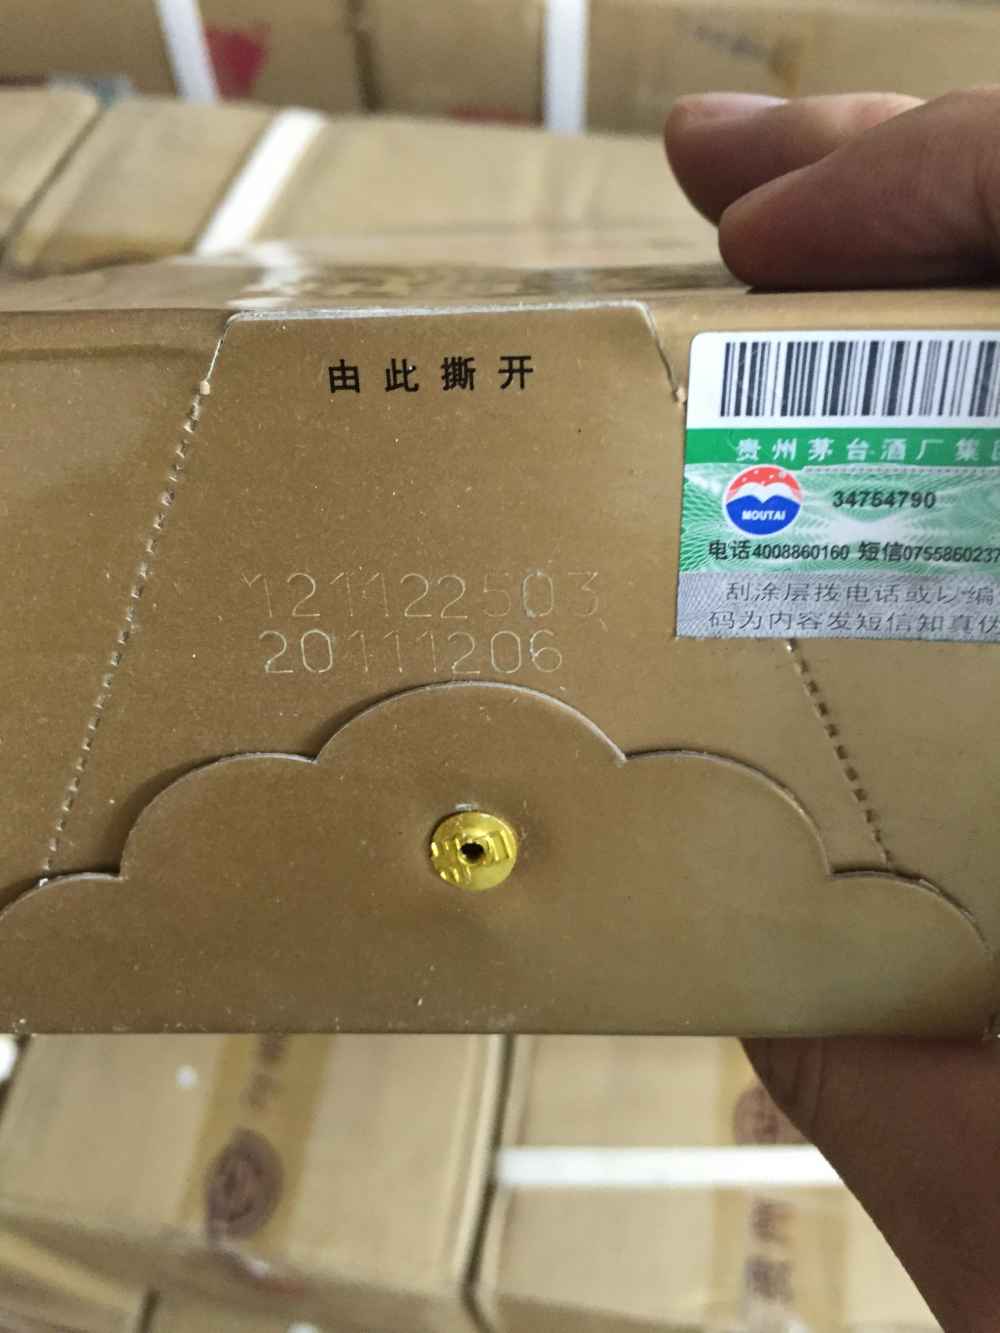 由此撕开
贵州茅台酒厂集
MOUTAI
34754790
电话4008860160 短信0755860237
刮涂层拨电话或以编
码为内容发短信知真伪
121122503
20111206